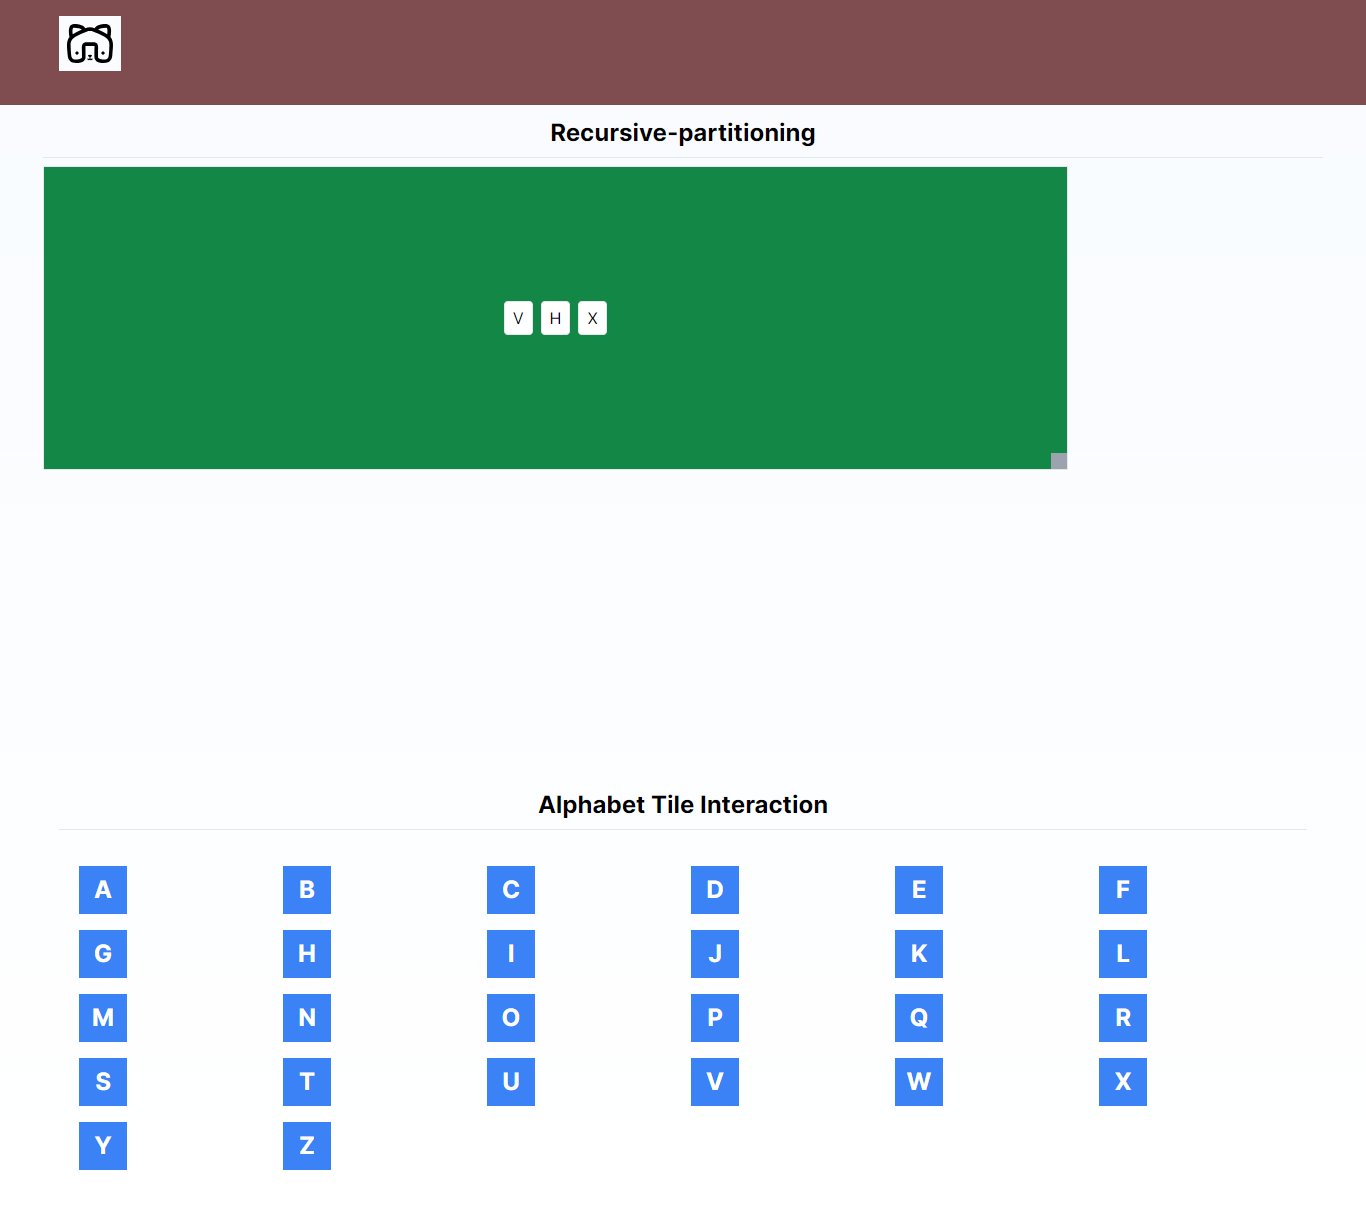 Recursive-partitioning
V H X
Alphabet Tile Interaction
A B C D E F
G H I J K L
M N O P Q R
S T U V W X
Y Z